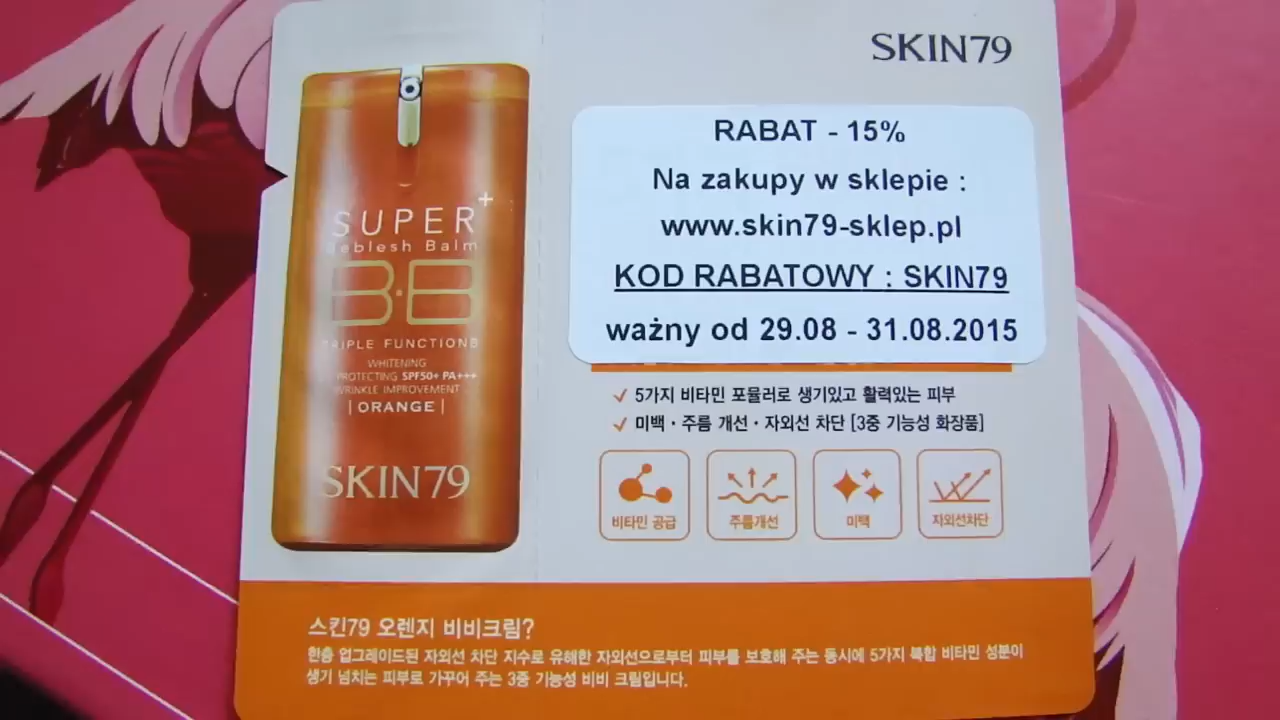 SKIN79
RABAT - 15%
Na zakupy w sklepie :
www.skin79-sklep.pl
KOD RABATOWY : SKIN79
ważny od 29.08 - 31.08.2015
SUPER+
Beblesh Balm
B·B
TRIPLE FUNCTIONS
WHITENING
PROTECTING SPF50+ PA+++
WRINKLE IMPROVEMENT
| ORANGE |
SKIN79
5가지 비타민 포뮬러로 생기있고 활력있는 피부
미백 · 주름 개선 · 자외선 차단 [3중 기능성 화장품]
비타민 공급
주름개선
미백
자외선차단
스킨79 오렌지 비비크림?
한층 업그레이드된 자외선 차단 지수로 유해한 자외선으로부터 피부를 보호해 주는 동시에 5가지 복합 비타민 성분이
생기 넘치는 피부로 가꾸어 주는 3중 기능성 비비 크림입니다.